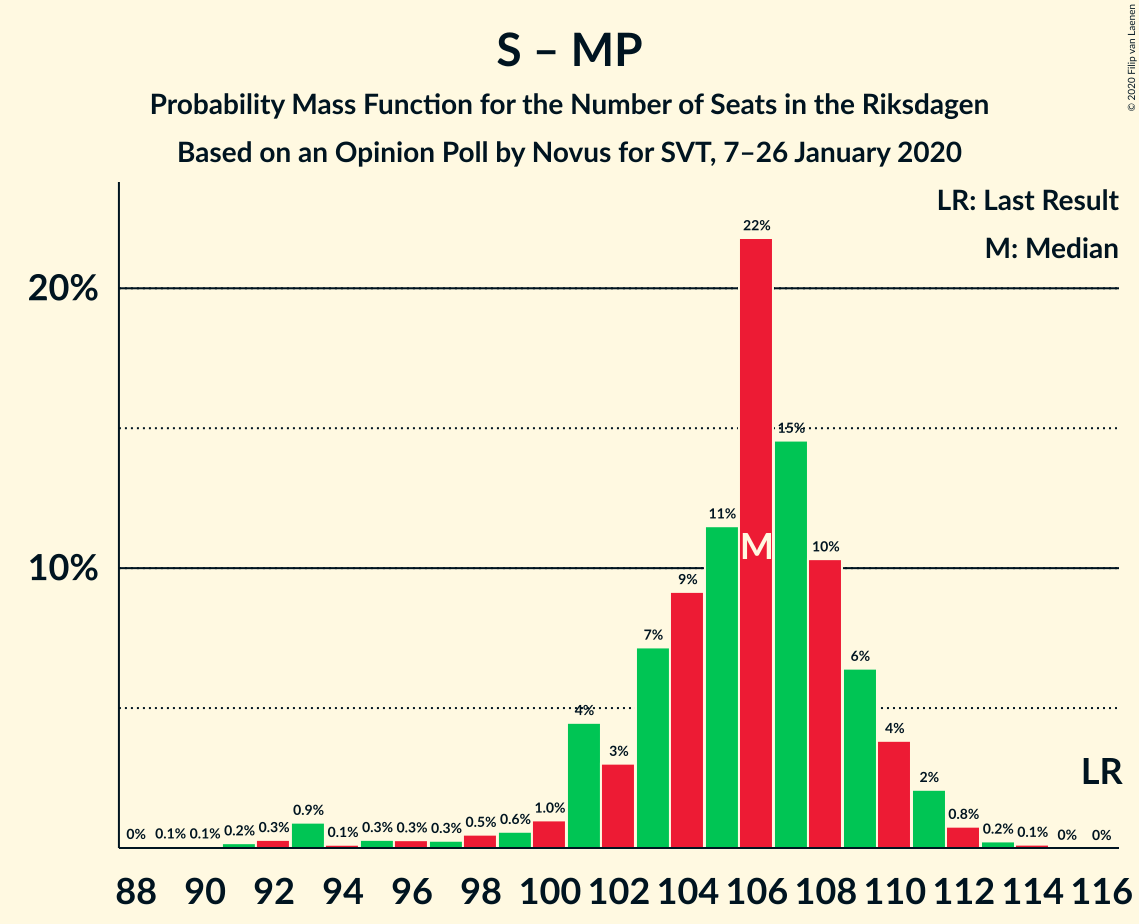 S – MP
Probability Mass Function for the Number of Seats in the Riksdagen
Based on an Opinion Poll by Novus for SVT, 7–26 January 2020
© 2020 Filip van Laenen
LR: Last Result
M: Median
20%
10%
0% 0.1% 0.1% 0.2% 0.3% 0.9% 0.1% 0.3% 0.3% 0.3% 0.5% 0.6% 1.0% 4% 3% 7% 9% 11% 22% 15% 10% 6% 4% 2% 0.8% 0.2% 0.1% 0% 0%
M
LR
88 90 92 94 96 98 100 102 104 106 108 110 112 114 116